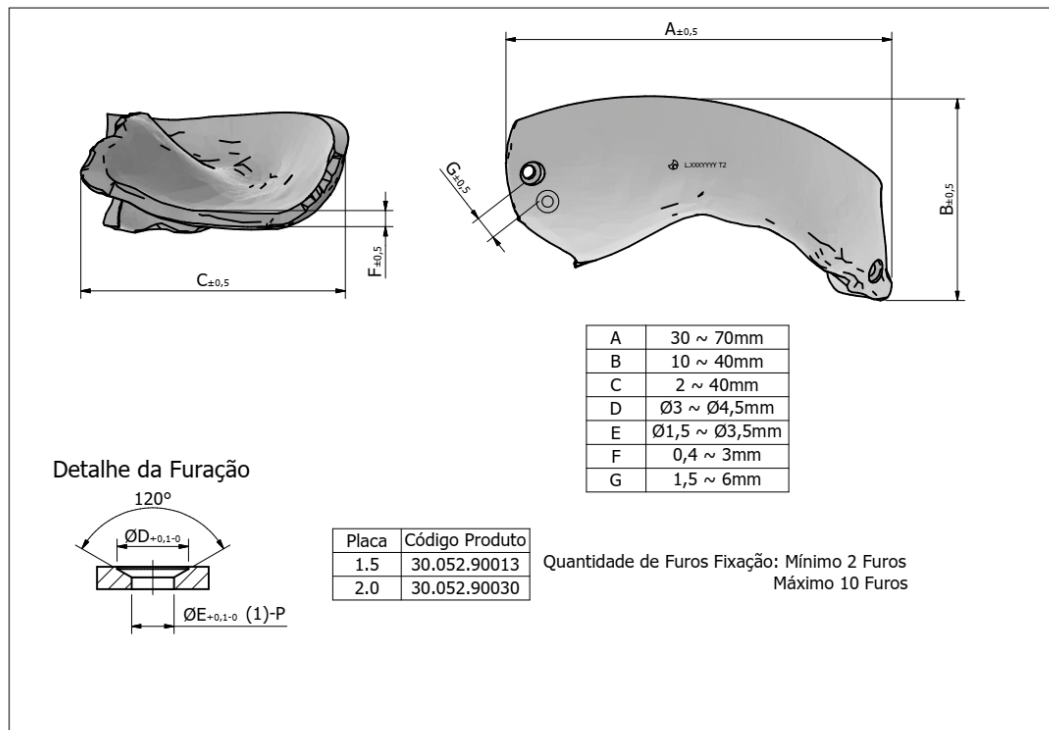 A±0,5
G±0,5
L.XXXYYYY T2
B±0,5
F±0,5
C±0,5
A 30 ~ 70mm
B 10 ~ 40mm
C 2 ~ 40mm
D Ø3 ~ Ø4,5mm
E Ø1,5 ~ Ø3,5mm
F 0,4 ~ 3mm
G 1,5 ~ 6mm
Detalhe da Furação
120°
ØD+0,1-0
ØE+0,1-0 (1)-P
Placa Código Produto
1.5 30.052.90013
2.0 30.052.90030
Quantidade de Furos Fixação: Mínimo 2 Furos
Máximo 10 Furos